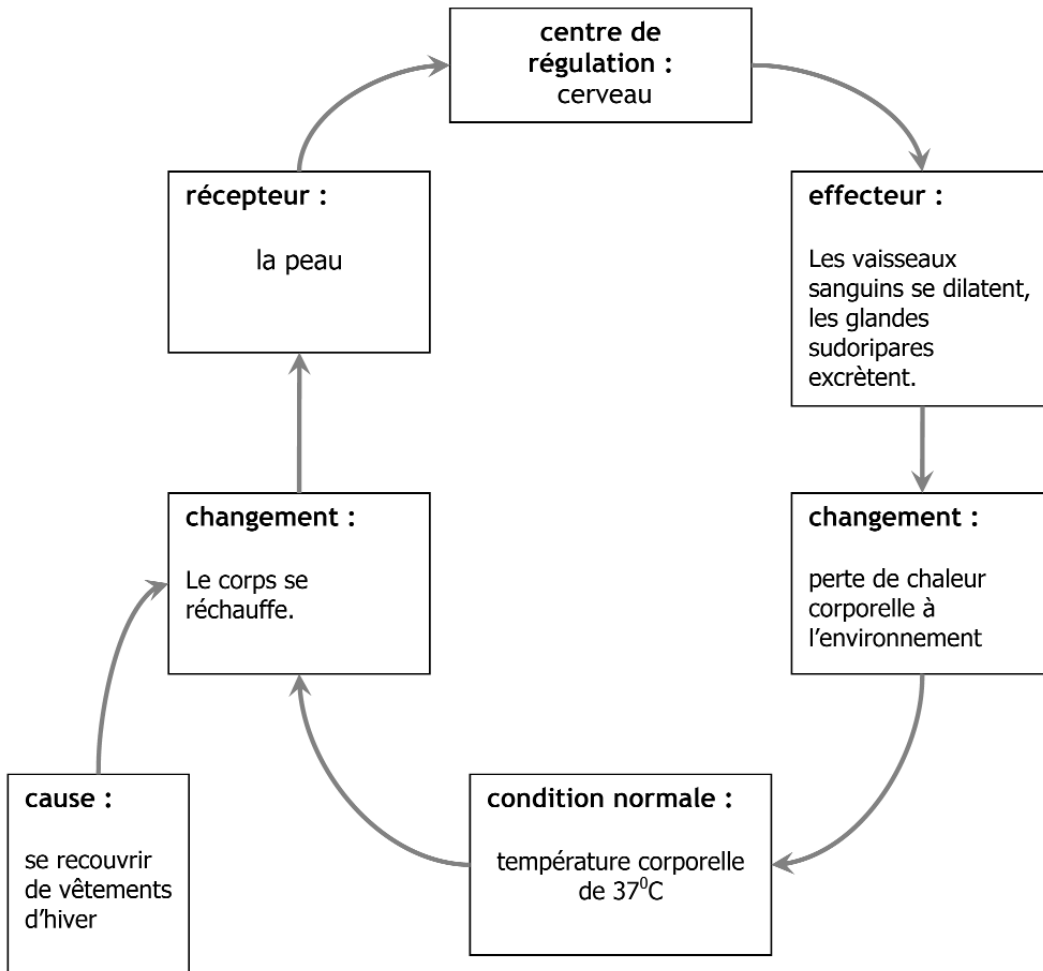 centre de
régulation :
cerveau
récepteur :
la peau
effecteur :
Les vaisseaux
sanguins se dilatent,
les glandes
sudoripares
excrètent.
changement :
Le corps se
réchauffe.
changement :
perte de chaleur
corporelle à
l'environnement
cause :
se recouvrir
de vêtements
d'hiver
condition normale :
température corporelle
de 37⁰C